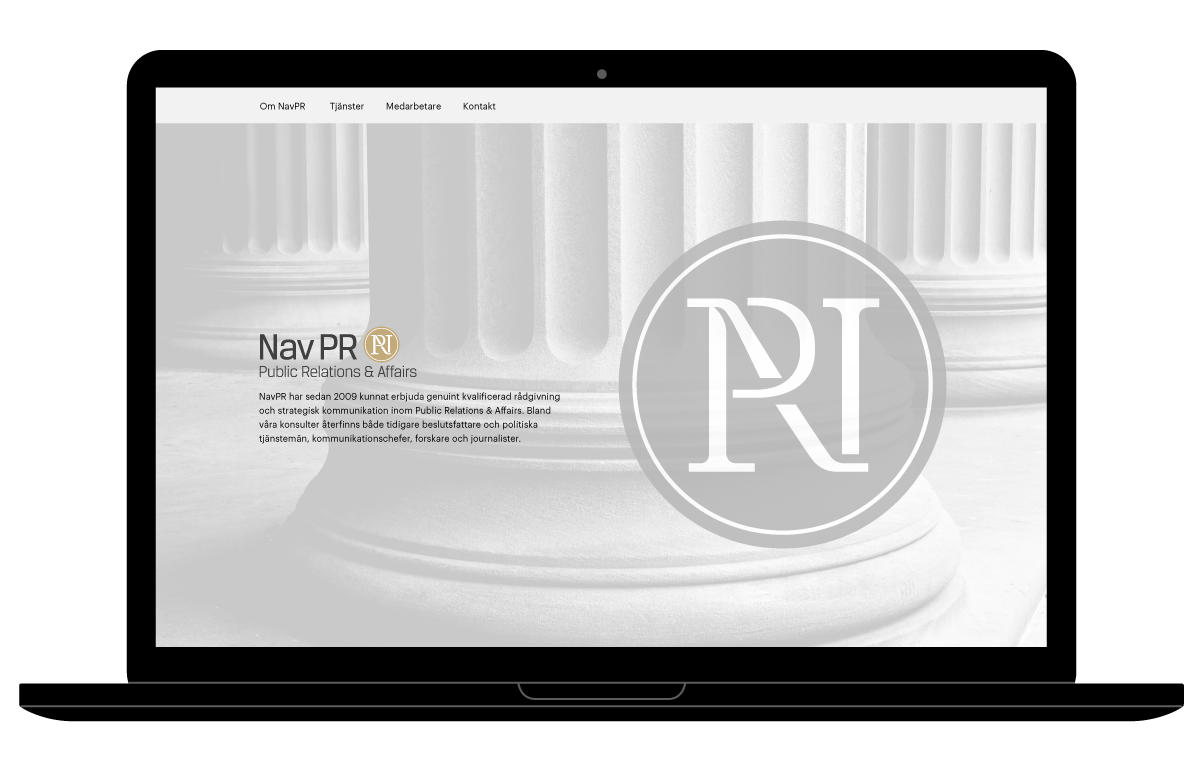 Om NavPR Tjänster Medarbetare Kontakt
Nav PR
Public Relations & Affairs
NavPR har sedan 2009 kunnat erbjuda genuint kvalificerad rådgivning
och strategisk kommunikation inom Public Relations & Affairs. Bland
våra konsulter återfinns både tidigare beslutsfattare och politiska
tjänstemän, kommunikationschefer, forskare och journalister.